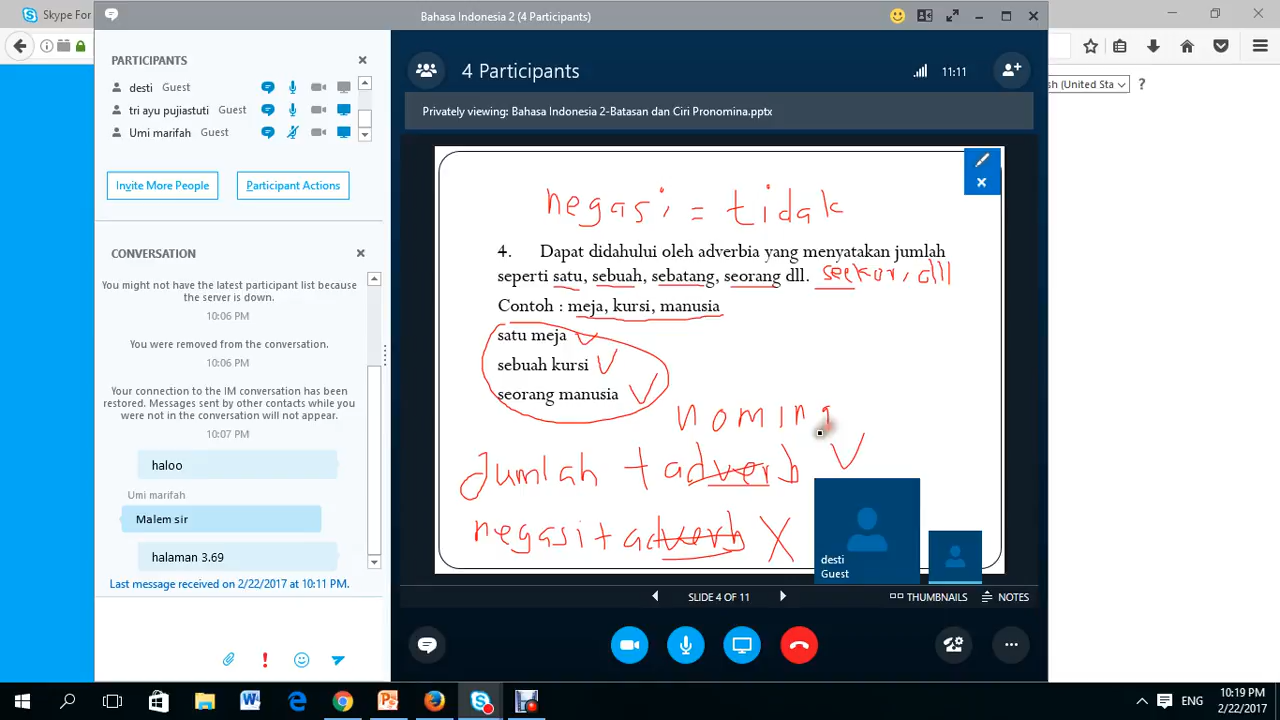 Skype For
Bahasa Indonesia 2 (4 Participants)
PARTICIPANTS
desti Guest
tri ayu pujiastuti Guest
Umi marifah Guest
Invite More People
Participant Actions
CONVERSATION
You might not have the latest participant list because
the server is down.
10:06 PM
You were removed from the conversation.
10:06 PM
Your connection to the IM conversation has been
restored. Messages sent by other contacts while you
were not in the conversation will not appear.
10:07 PM
haloo
Umi marifah
Malem sir
halaman 3.69
Last message received on 2/22/2017 at 10:11 PM.
4 Participants
11:11
Privately viewing: Bahasa Indonesia 2-Batasan dan Ciri Pronomina.pptx
negasi = tidak
4. Dapat didahului oleh adverbia yang menyatakan jumlah
seperti satu, sebuah, sebatang, seorang dll. seekor, dll
Contoh : meja, kursi, manusia
satu meja
sebuah kursi
seorang manusia
Jumlah + adverb
negasi + adverb X
desti
Guest
SLIDE 4 OF 11
THUMBNAILS
NOTES
sh (United Sta
?
ENG
10:19 PM
2/22/2017